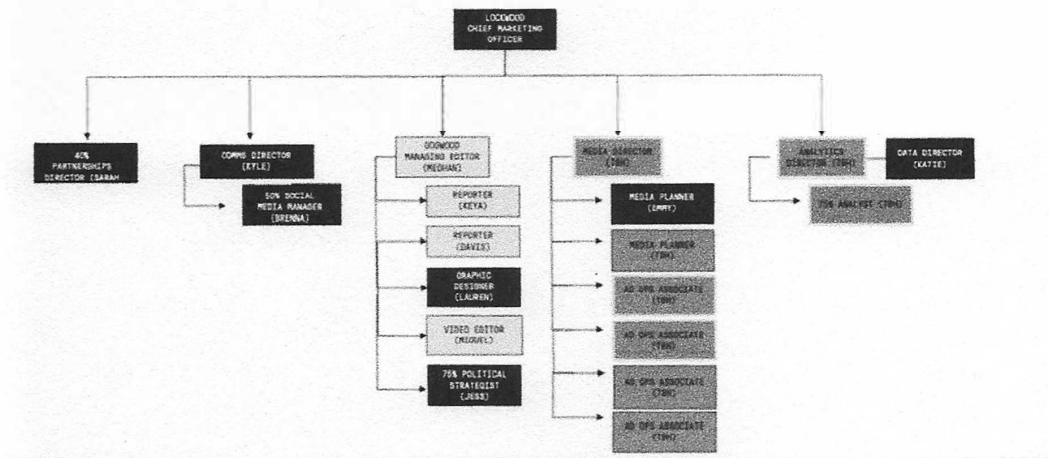 LOCKWOOD
CHIEF MARKETING
OFFICER
40%
PARTNERSHIPS
DIRECTOR (SARAH
COMMS DIRECTOR
(KYLE)
50% SOCIAL
MEDIA MANAGER
(BRENNA)
DOGWOOD
MANAGING EDITOR
(MEGHAN)
REPORTER
(KEYA)
REPORTER
(DAVIS)
GRAPHIC
DESIGNER
(LAUREN)
VIDEO EDITOR
(MIGUEL)
75% POLITICAL
STRATEGIST
(JESS)
MEDIA DIRECTOR
(TBH)
MEDIA PLANNER
(EMMY)
MEDIA PLANNER
(TBH)
AD OPS ASSOCIATE
(TBH)
AD OPS ASSOCIATE
(TBH)
AD OPS ASSOCIATE
(TBH)
AD OPS ASSOCIATE
(TBH)
ANALYTICS
DIRECTOR (TBH)
75% ANALYST (TBH)
DATA DIRECTOR
(KATIE)